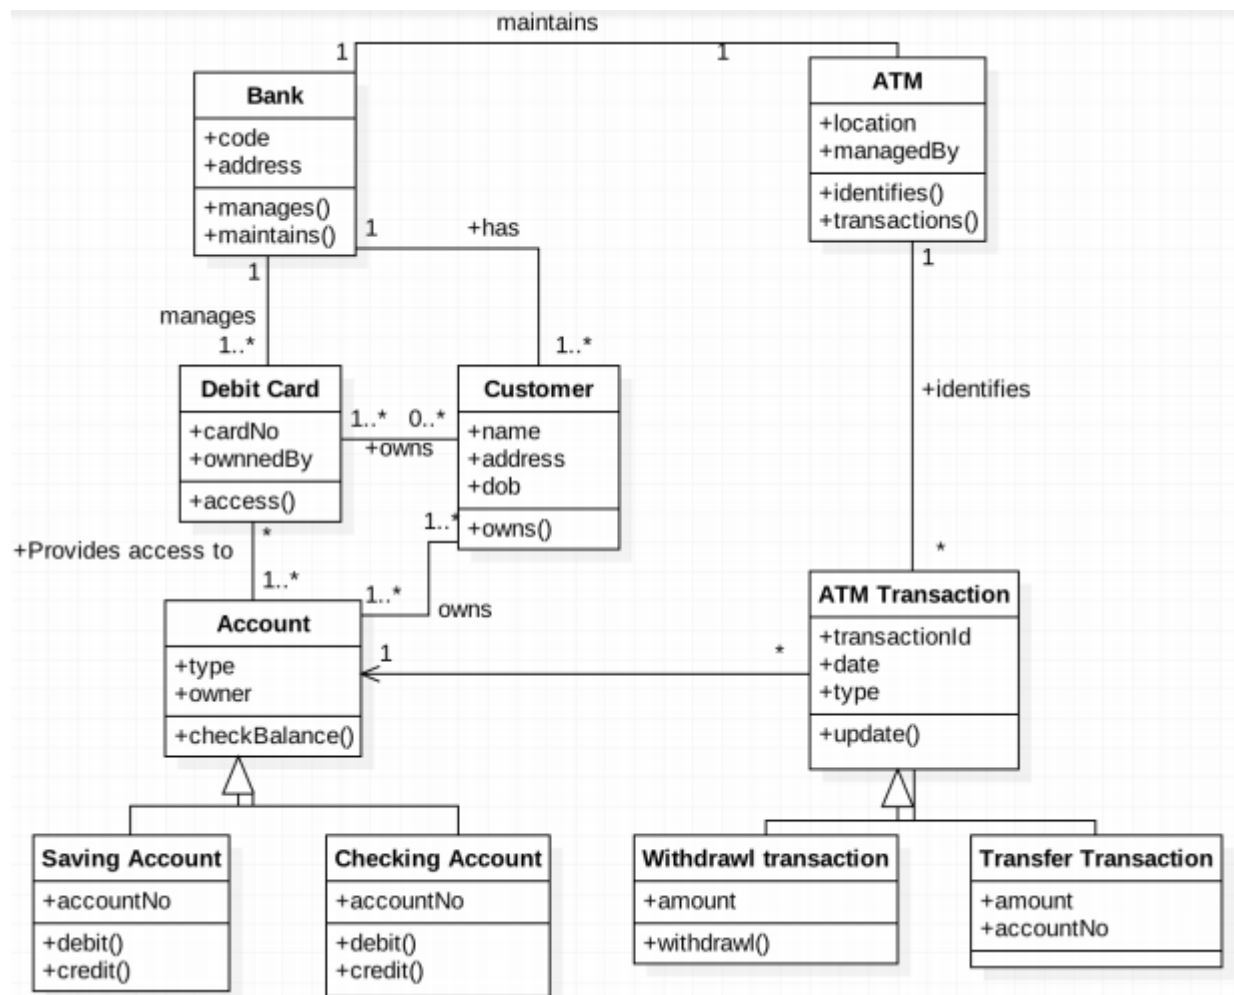 maintains
1
1
Bank
+code
+address
+manages()
+maintains()
ATM
+location
+managedBy
+identifies()
+transactions()
1
+has
1
1
manages
1..*
1..*
+identifies
Debit Card
+cardNo
+ownnedBy
+access()
1..*
0..*
+owns
Customer
+name
+address
+dob
+owns()
*
+Provides access to
1..*
1..*
1..*
owns
*
Account
+type
+owner
+checkBalance()
1
*
ATM Transaction
+transactionId
+date
+type
+update()
Saving Account
+accountNo
+debit()
+credit()
Checking Account
+accountNo
+debit()
+credit()
Withdrawl transaction
+amount
+withdrawl()
Transfer Transaction
+amount
+accountNo